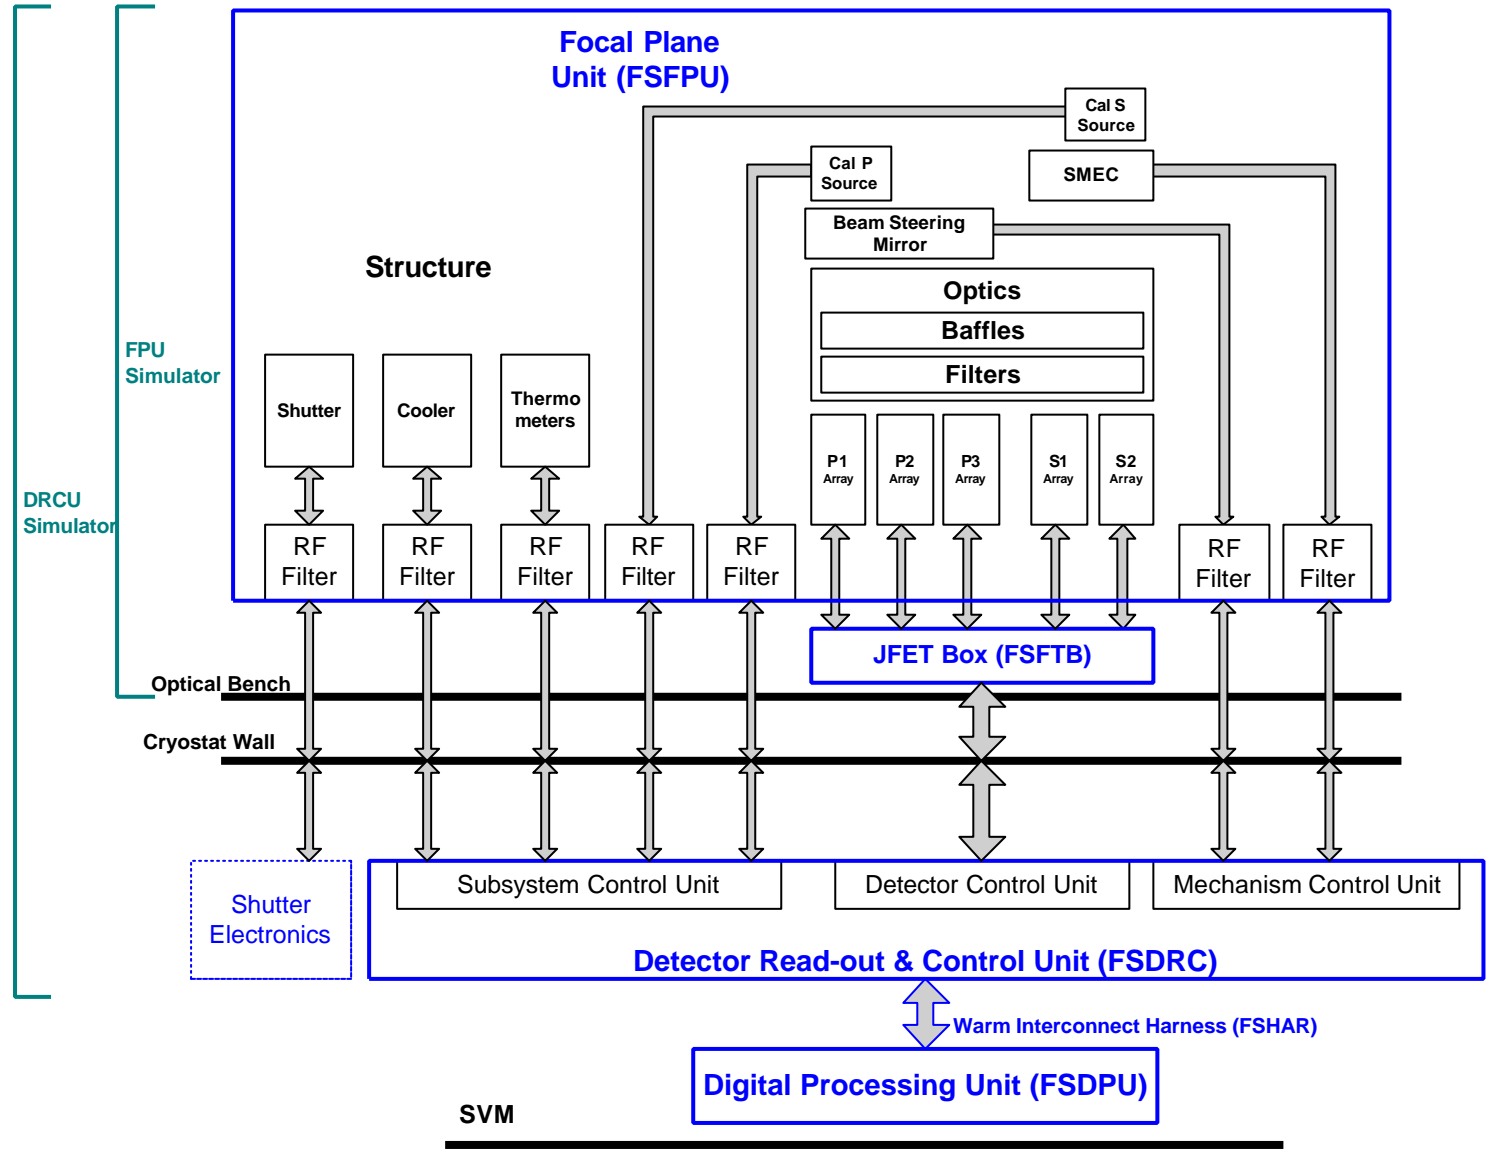 Focal Plane
Unit (FSFPU)
Cal S
Source
Cal P
Source
SMEC
Beam Steering
Mirror
Structure
Optics
Baffles
Filters
FPU
Simulator
Shutter
Cooler
Thermo
meters
P1
Array
P2
Array
P3
Array
S1
Array
S2
Array
DRCU
Simulator
RF
Filter
RF
Filter
RF
Filter
RF
Filter
RF
Filter
RF
Filter
RF
Filter
JFET Box (FSFTB)
Optical Bench
Cryostat Wall
Shutter
Electronics
Subsystem Control Unit
Detector Control Unit
Mechanism Control Unit
Detector Read-out & Control Unit (FSDRC)
Warm Interconnect Harness (FSHAR)
Digital Processing Unit (FSDPU)
SVM